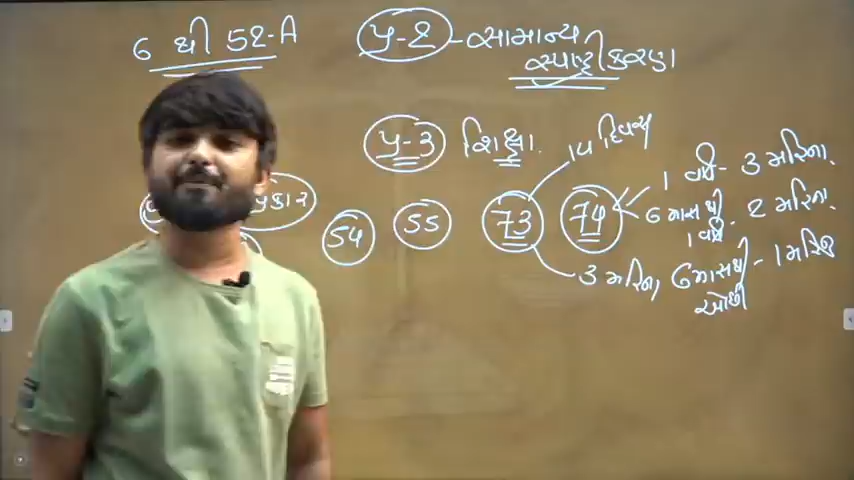 6 થી 52-A
પ્ર-2 - સામાન્ય
સ્પષ્ટીકરણ
પ્ર-3 શિક્ષા.
14 દિવસ
1 વર્ષ - 3 મહિના.
પ્રકાર
54 55 73 74
6 માસથી 1 વર્ષ - 2 મહિના.
3 મહિના, 6 માસથી ઓછી - 1 મહિનો